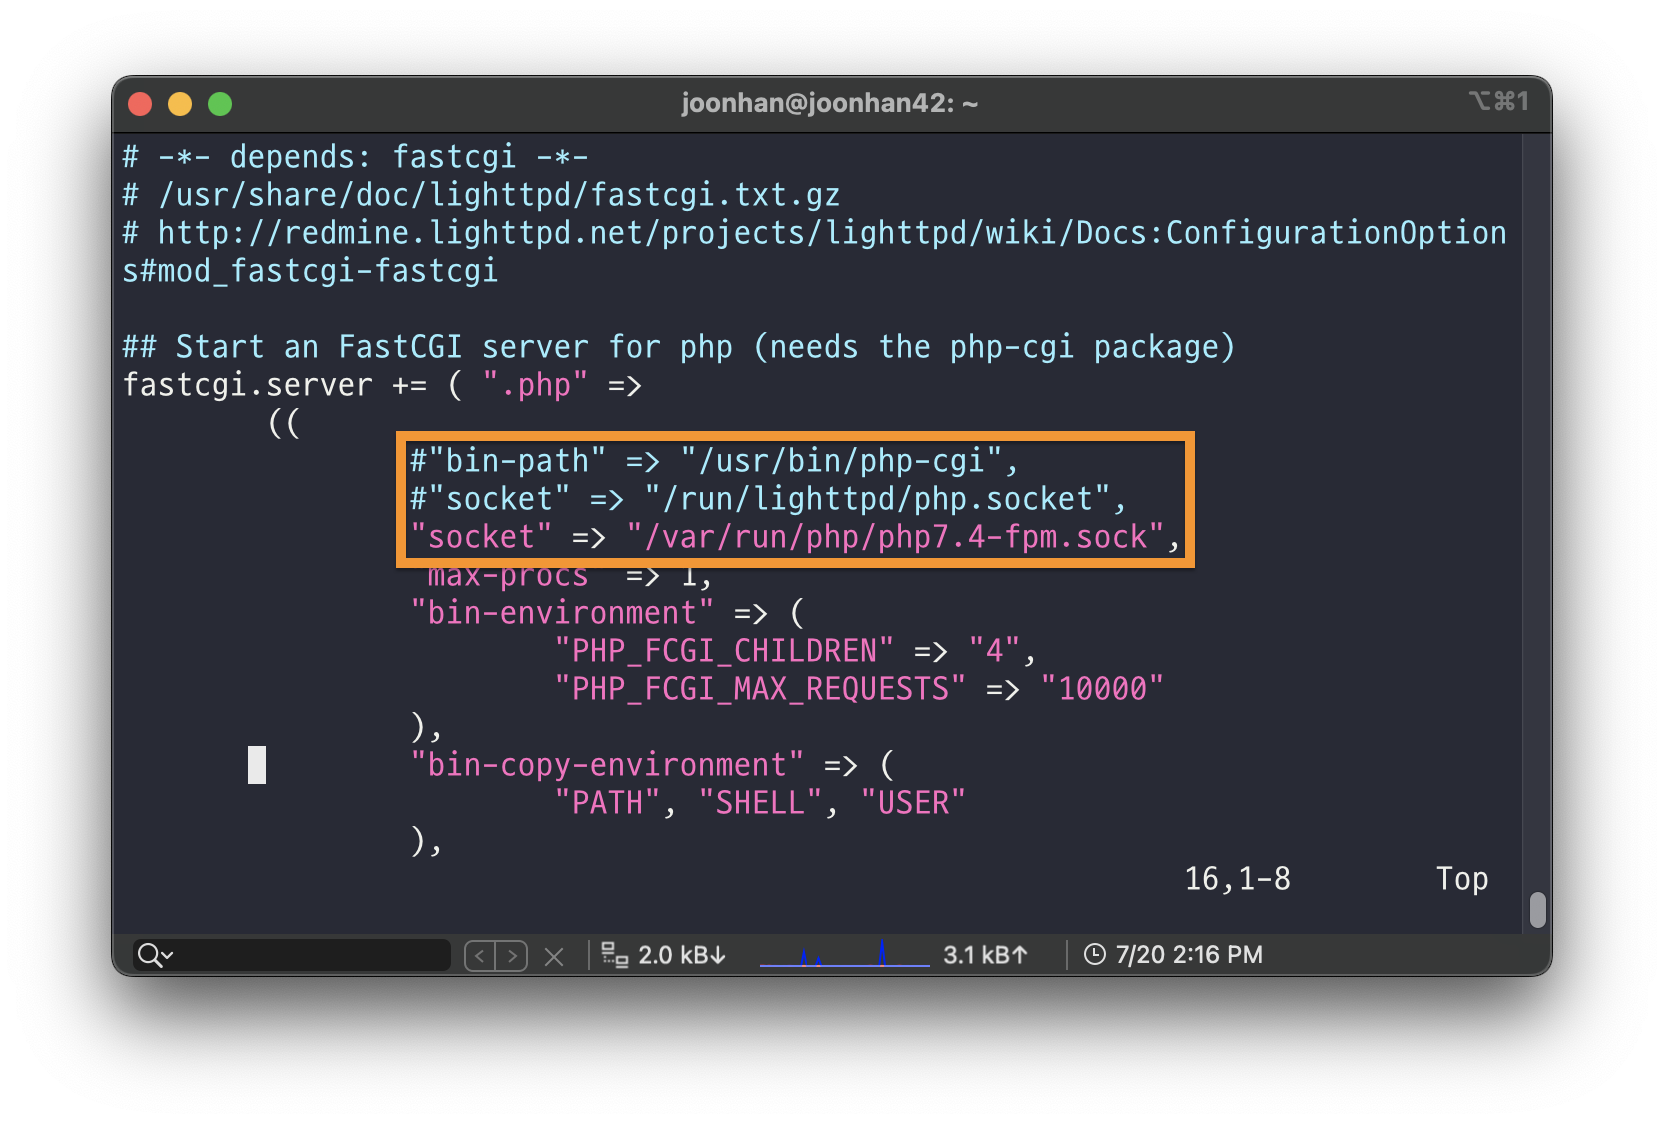 joonhan@joonhan42: ~
⌥⌘1
# -*- depends: fastcgi -*-
# /usr/share/doc/lighttpd/fastcgi.txt.gz
# http://redmine.lighttpd.net/projects/lighttpd/wiki/Docs:ConfigurationOption
s#mod_fastcgi-fastcgi
## Start an FastCGI server for php (needs the php-cgi package)
fastcgi.server += ( ".php" =>
((
#"bin-path" => "/usr/bin/php-cgi",
#"socket" => "/run/lighttpd/php.socket",
"socket" => "/var/run/php/php7.4-fpm.sock",
max-procs => 1,
"bin-environment" => (
"PHP_FCGI_CHILDREN" => "4",
"PHP_FCGI_MAX_REQUESTS" => "10000"
),
"bin-copy-environment" => (
"PATH", "SHELL", "USER"
),
16,1-8 Top
2.0 kB↓ 3.1 kB↑ 7/20 2:16 PM